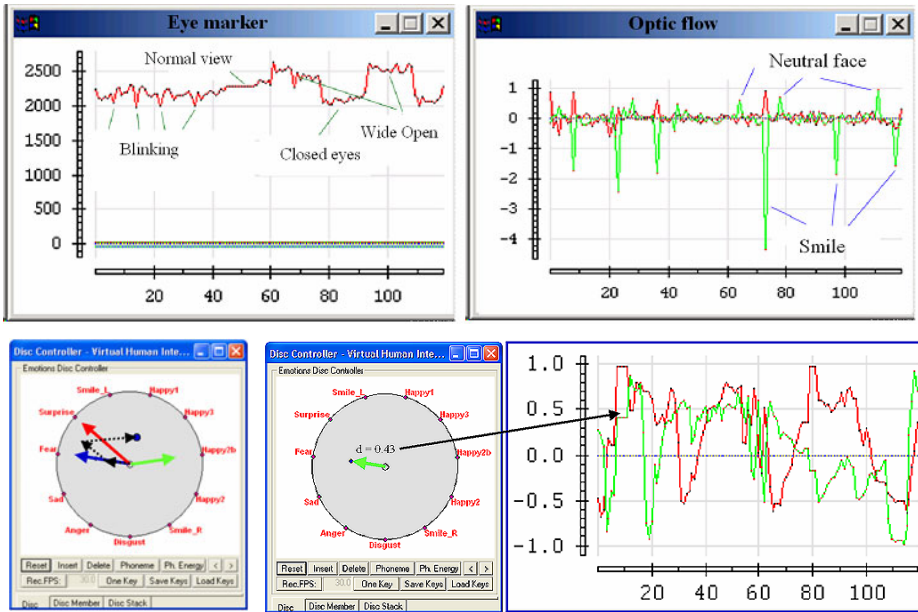 Eye marker
Normal view
2500
2000
1500
1000
500
0
Blinking
Closed eyes
Wide Open
20 40 60 80 100
Optic flow
Neutral face
1
0
-1
-2
-3
-4
Smile
20 40 60 80 100
Disc Controller - Virtual Human Inte...
Emotions Disc Controller
Smile_L Happy1
Surprise Happy3
Fear Happy2b
Sad Happy2
Anger Smile_R
Disgust
Reset Insert Delete Phoneme Ph. Energy < >
Rec.FPS: 30.0 One Key Save Keys Load Keys
Disc Disc Member Disc Stack
Disc Controller - Virtual Human Inte...
Emotions Disc Controller
Smile_L Happy1
Surprise Happy3
d = 0.43
Fear Happy2b
Sad Happy2
Anger Smile_R
Disgust
Reset Insert Delete Phoneme Ph. Energy < >
Rec.FPS: 30.0 One Key Save Keys Load Keys
Disc Disc Member Disc Stack
1.0
0.5
0.0
-0.5
-1.0
20 40 60 80 100 120